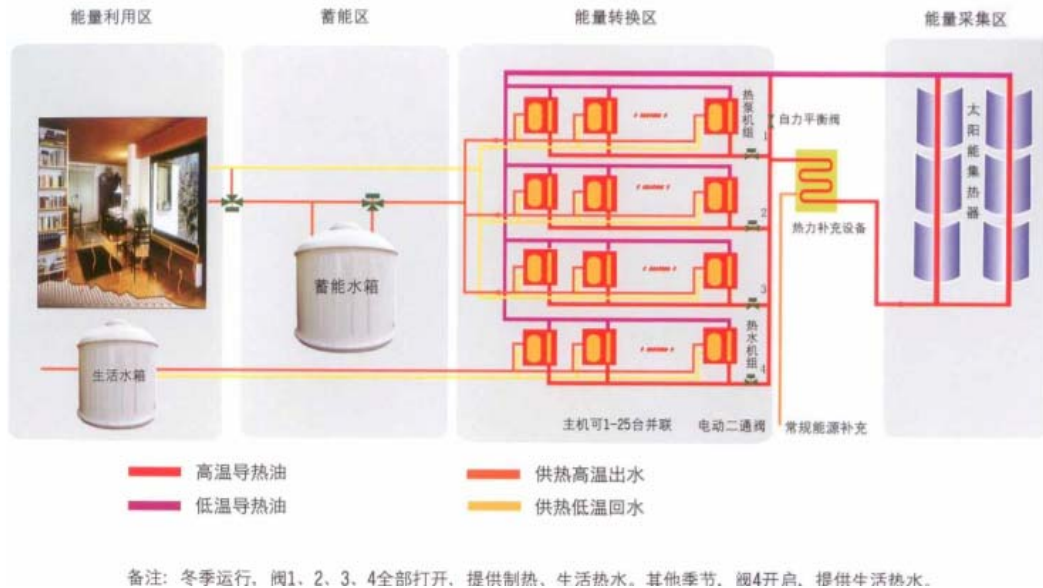 能量利用区
蓄能区
能量转换区
能量采集区
热泵机组
1
自力平衡阀
太阳能集热器
2
热力补充设备
蓄能水箱
3
热水机组
生活水箱
4
主机可1-25台并联
电动二通阀
常规能源补充
高温导热油
供热高温出水
低温导热油
供热低温回水
备注: 冬季运行, 阀1、2、3、4全部打开, 提供制热、生活热水。其他季节, 阀4开启, 提供生活热水。